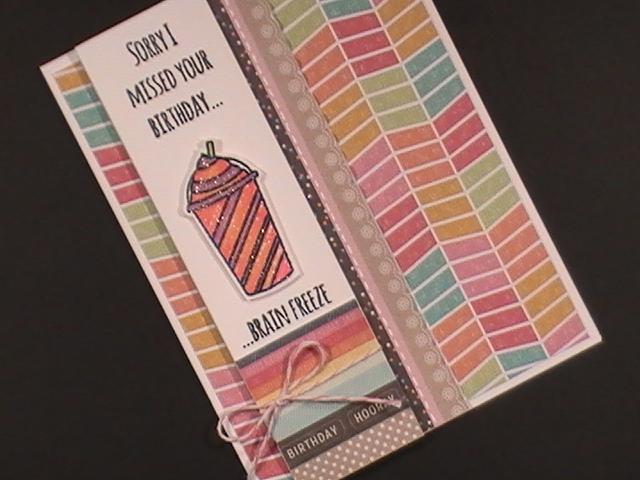 SORRY I
MISSED YOUR
BIRTHDAY...
...BRAIN FREEZE
BIRTHDAY HOORAY